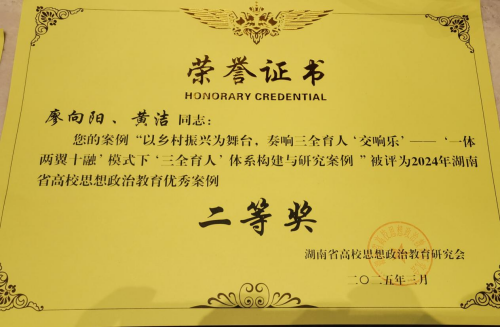 荣誉证书
HONORARY CREDENTIAL
廖向阳、黄洁 同志：
您的案例“以乡村振兴为舞台，奏响三全育人‘交响乐’——‘一体
两翼十融’模式下‘三全育人’体系构建与研究案例”被评为2024年湖南
省高校思想政治教育优秀案例
二等奖
湖南省高校思想政治教育研究会
二〇二五年三月